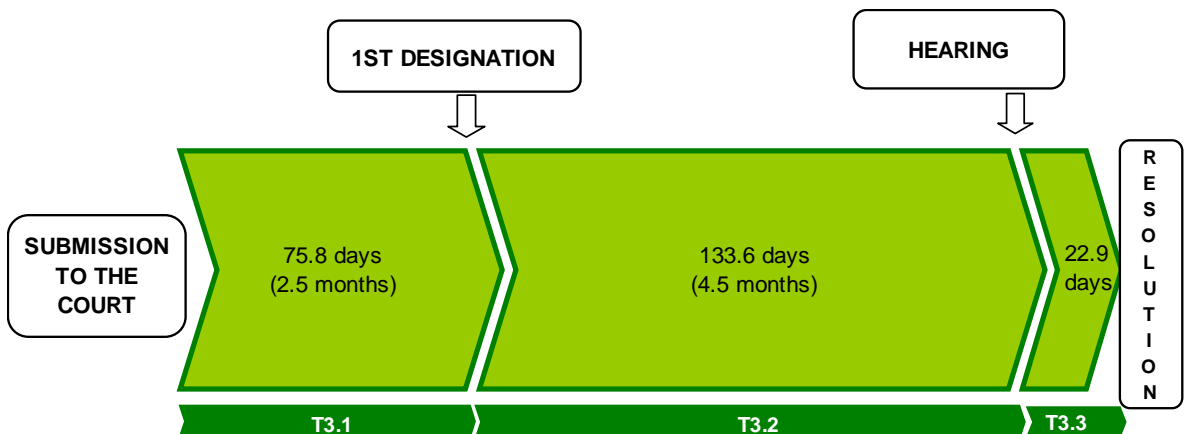 1ST DESIGNATION
HEARING
SUBMISSION
TO THE
COURT
75.8 days
(2.5 months)
133.6 days
(4.5 months)
22.9
days
R
E
S
O
L
U
T
I
O
N
T3.1
T3.2
T3.3